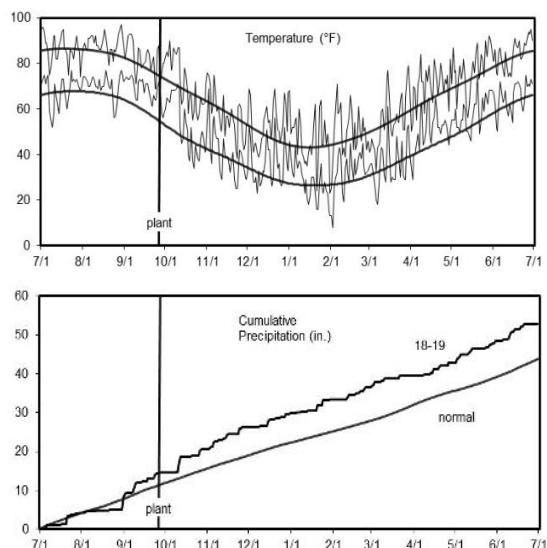 100
Temperature (°F)
80
60
40
20
plant
0
7/1 8/1 9/1 10/1 11/1 12/1 1/1 2/1 3/1 4/1 5/1 6/1 7/1
60
Cumulative
Precipitation (in.)
50
18-19
40
30
normal
20
10
plant
0
7/1 8/1 9/1 10/1 11/1 12/1 1/1 2/1 3/1 4/1 5/1 6/1 7/1